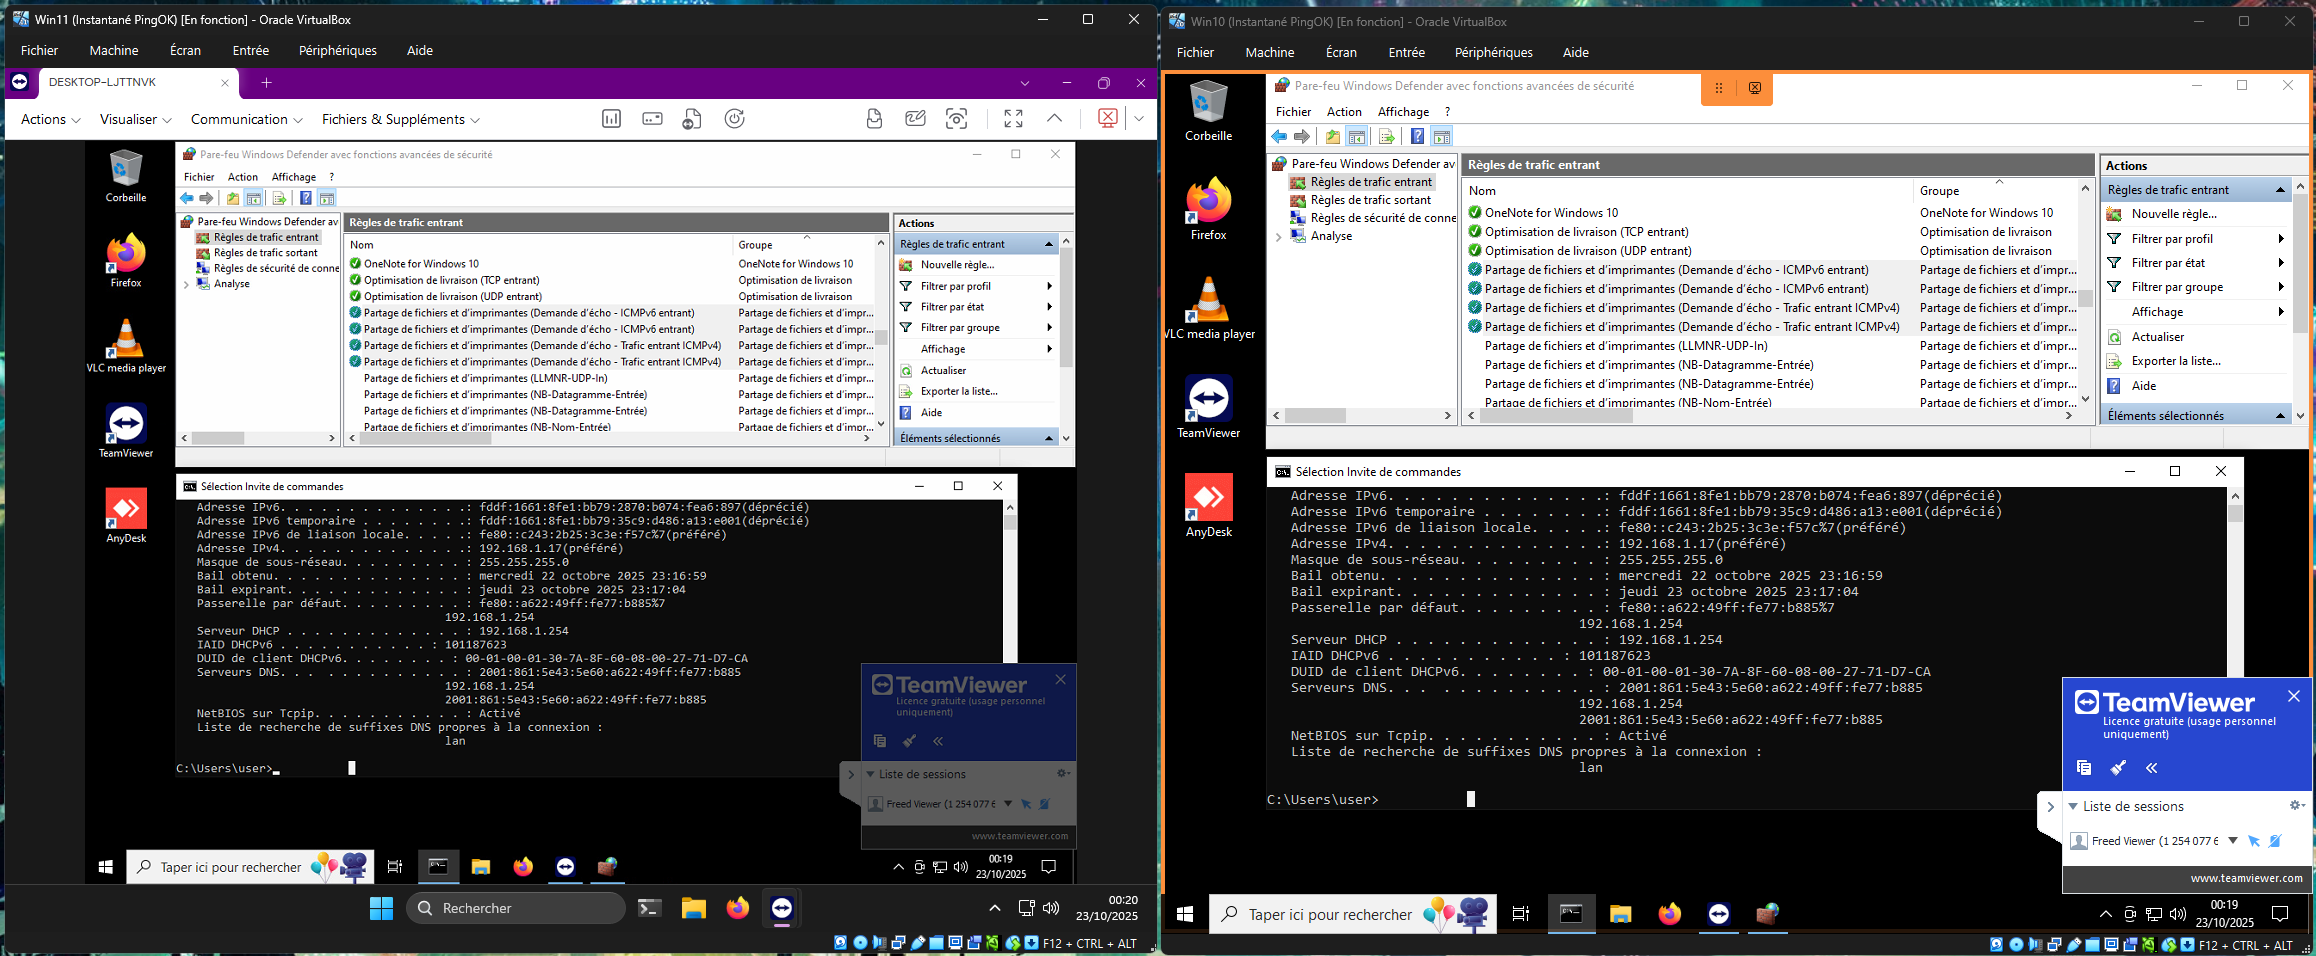 Win11 (Instantané PingOK) [En fonction] - Oracle VirtualBox
Fichier Machine Écran Entrée Périphériques Aide
DESKTOP-LJTTNVK
Actions Visualiser Communication Fichiers & Suppléments
Corbeille
Firefox
VLC media player
TeamViewer
AnyDesk
Pare-feu Windows Defender avec fonctions avancées de sécurité
Fichier Action Affichage ?
Pare-feu Windows Defender av
Règles de trafic entrant
Règles de trafic sortant
Règles de sécurité de conne
Analyse
Règles de trafic entrant
Nom Groupe
OneNote for Windows 10 OneNote for Windows 10
Optimisation de livraison (TCP entrant) Optimisation de livraison
Optimisation de livraison (UDP entrant) Optimisation de livraison
Partage de fichiers et d'imprimantes (Demande d'écho - ICMPv6 entrant) Partage de fichiers et d'impr...
Partage de fichiers et d'imprimantes (Demande d'écho - ICMPv6 entrant) Partage de fichiers et d'impr...
Partage de fichiers et d'imprimantes (Demande d'écho - Trafic entrant ICMPv4) Partage de fichiers et d'impr...
Partage de fichiers et d'imprimantes (Demande d'écho - Trafic entrant ICMPv4) Partage de fichiers et d'impr...
Partage de fichiers et d'imprimantes (LLMNR-UDP-In) Partage de fichiers et d'impr...
Partage de fichiers et d'imprimantes (NB-Datagramme-Entrée) Partage de fichiers et d'impr...
Partage de fichiers et d'imprimantes (NB-Datagramme-Entrée) Partage de fichiers et d'impr...
Partage de fichiers et d'imprimantes (NB-Nom-Entrée) Partage de fichiers et d'impr...
Actions
Règles de trafic entrant
Nouvelle règle...
Filtrer par profil
Filtrer par état
Filtrer par groupe
Affichage
Actualiser
Exporter la liste...
Aide
Éléments sélectionnés
Sélection Invite de commandes
Adresse IPv6. . . . . . . . . . . . . .: fddf:1661:8fe1:bb79:2870:b074:fea6:897(déprécié)
Adresse IPv6 temporaire . . . . . . . .: fddf:1661:8fe1:bb79:35c9:d486:a13:e001(déprécié)
Adresse IPv6 de liaison locale. . . . .: fe80::c243:2b25:3c3e:f57c%7(préféré)
Adresse IPv4. . . . . . . . . . . . . .: 192.168.1.17(préféré)
Masque de sous-réseau. . . . . . . . . : 255.255.255.0
Bail obtenu. . . . . . . . . . . . . . : mercredi 22 octobre 2025 23:16:59
Bail expirant. . . . . . . . . . . . . : jeudi 23 octobre 2025 23:17:04
Passerelle par défaut. . . . . . . . . : fe80::a622:49ff:fe77:b885%7
192.168.1.254
Serveur DHCP . . . . . . . . . . . . . : 192.168.1.254
IAID DHCPv6 . . . . . . . . . . . : 101187623
DUID de client DHCPv6. . . . . . . . : 00-01-00-01-30-7A-8F-60-08-00-27-71-D7-CA
Serveurs DNS. . . . . . . . . . . . . : 2001:861:5e43:5e60:a622:49ff:fe77:b885
192.168.1.254
2001:861:5e43:5e60:a622:49ff:fe77:b885
NetBIOS sur Tcpip. . . . . . . . . . . : Activé
Liste de recherche de suffixes DNS propres à la connexion :
lan
C:\Users\user>
TeamViewer
Licence gratuite (usage personnel
uniquement)
Liste de sessions
Freed Viewer (1 254 077 6
www.teamviewer.com
Taper ici pour rechercher
00:19
23/10/2025
Rechercher
00:20
23/10/2025
F12 + CTRL + ALT
Win10 (Instantané PingOK) [En fonction] - Oracle VirtualBox
Fichier Machine Écran Entrée Périphériques Aide
Corbeille
Firefox
VLC media player
TeamViewer
AnyDesk
Pare-feu Windows Defender avec fonctions avancées de sécurité
Fichier Action Affichage ?
Pare-feu Windows Defender av
Règles de trafic entrant
Règles de trafic sortant
Règles de sécurité de conne
Analyse
Règles de trafic entrant
Nom Groupe
OneNote for Windows 10 OneNote for Windows 10
Optimisation de livraison (TCP entrant) Optimisation de livraison
Optimisation de livraison (UDP entrant) Optimisation de livraison
Partage de fichiers et d'imprimantes (Demande d'écho - ICMPv6 entrant) Partage de fichiers et d'impr...
Partage de fichiers et d'imprimantes (Demande d'écho - ICMPv6 entrant) Partage de fichiers et d'impr...
Partage de fichiers et d'imprimantes (Demande d'écho - Trafic entrant ICMPv4) Partage de fichiers et d'impr...
Partage de fichiers et d'imprimantes (Demande d'écho - Trafic entrant ICMPv4) Partage de fichiers et d'impr...
Partage de fichiers et d'imprimantes (LLMNR-UDP-In) Partage de fichiers et d'impr...
Partage de fichiers et d'imprimantes (NB-Datagramme-Entrée) Partage de fichiers et d'impr...
Partage de fichiers et d'imprimantes (NB-Datagramme-Entrée) Partage de fichiers et d'impr...
Partage de fichiers et d'imprimantes (NB-Nom-Entrée) Partage de fichiers et d'impr...
Actions
Règles de trafic entrant
Nouvelle règle...
Filtrer par profil
Filtrer par état
Filtrer par groupe
Affichage
Actualiser
Exporter la liste...
Aide
Éléments sélectionnés
Sélection Invite de commandes
Adresse IPv6. . . . . . . . . . . . . .: fddf:1661:8fe1:bb79:2870:b074:fea6:897(déprécié)
Adresse IPv6 temporaire . . . . . . . .: fddf:1661:8fe1:bb79:35c9:d486:a13:e001(déprécié)
Adresse IPv6 de liaison locale. . . . .: fe80::c243:2b25:3c3e:f57c%7(préféré)
Adresse IPv4. . . . . . . . . . . . . .: 192.168.1.17(préféré)
Masque de sous-réseau. . . . . . . . . : 255.255.255.0
Bail obtenu. . . . . . . . . . . . . . : mercredi 22 octobre 2025 23:16:59
Bail expirant. . . . . . . . . . . . . : jeudi 23 octobre 2025 23:17:04
Passerelle par défaut. . . . . . . . . : fe80::a622:49ff:fe77:b885%7
192.168.1.254
Serveur DHCP . . . . . . . . . . . . . : 192.168.1.254
IAID DHCPv6 . . . . . . . . . . . : 101187623
DUID de client DHCPv6. . . . . . . . : 00-01-00-01-30-7A-8F-60-08-00-27-71-D7-CA
Serveurs DNS. . . . . . . . . . . . . : 2001:861:5e43:5e60:a622:49ff:fe77:b885
192.168.1.254
2001:861:5e43:5e60:a622:49ff:fe77:b885
NetBIOS sur Tcpip. . . . . . . . . . . : Activé
Liste de recherche de suffixes DNS propres à la connexion :
lan
C:\Users\user>
TeamViewer
Licence gratuite (usage personnel
uniquement)
Liste de sessions
Freed Viewer (1 254 077 6
www.teamviewer.com
Taper ici pour rechercher
00:19
23/10/2025
F12 + CTRL + ALT